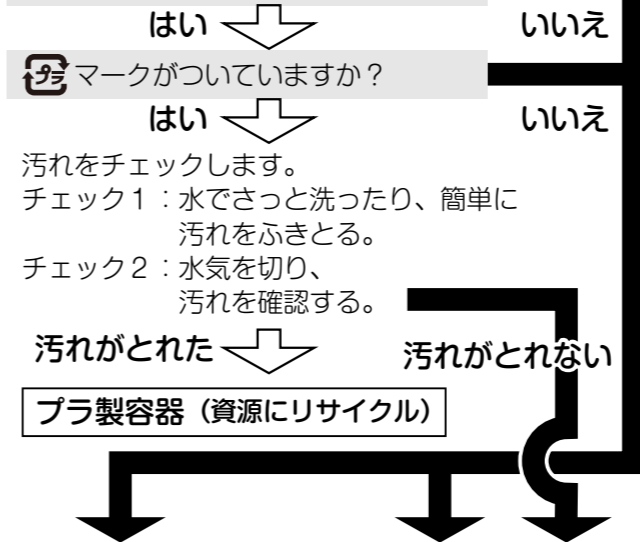 はい いいえ
プラ マークがついていますか？
はい いいえ
汚れをチェックします。
チェック１：水でさっと洗ったり、簡単に
汚れをふきとる。
チェック２：水気を切り、
汚れを確認する。
汚れがとれた 汚れがとれない
プラ製容器（資源にリサイクル）